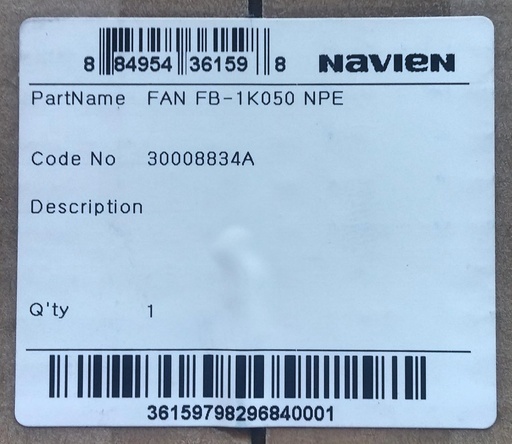 8 84954 36159 8 NAVIEN
PartName FAN FB-1K050 NPE
Code No 30008834A
Description
Q'ty 1
36159798296840001